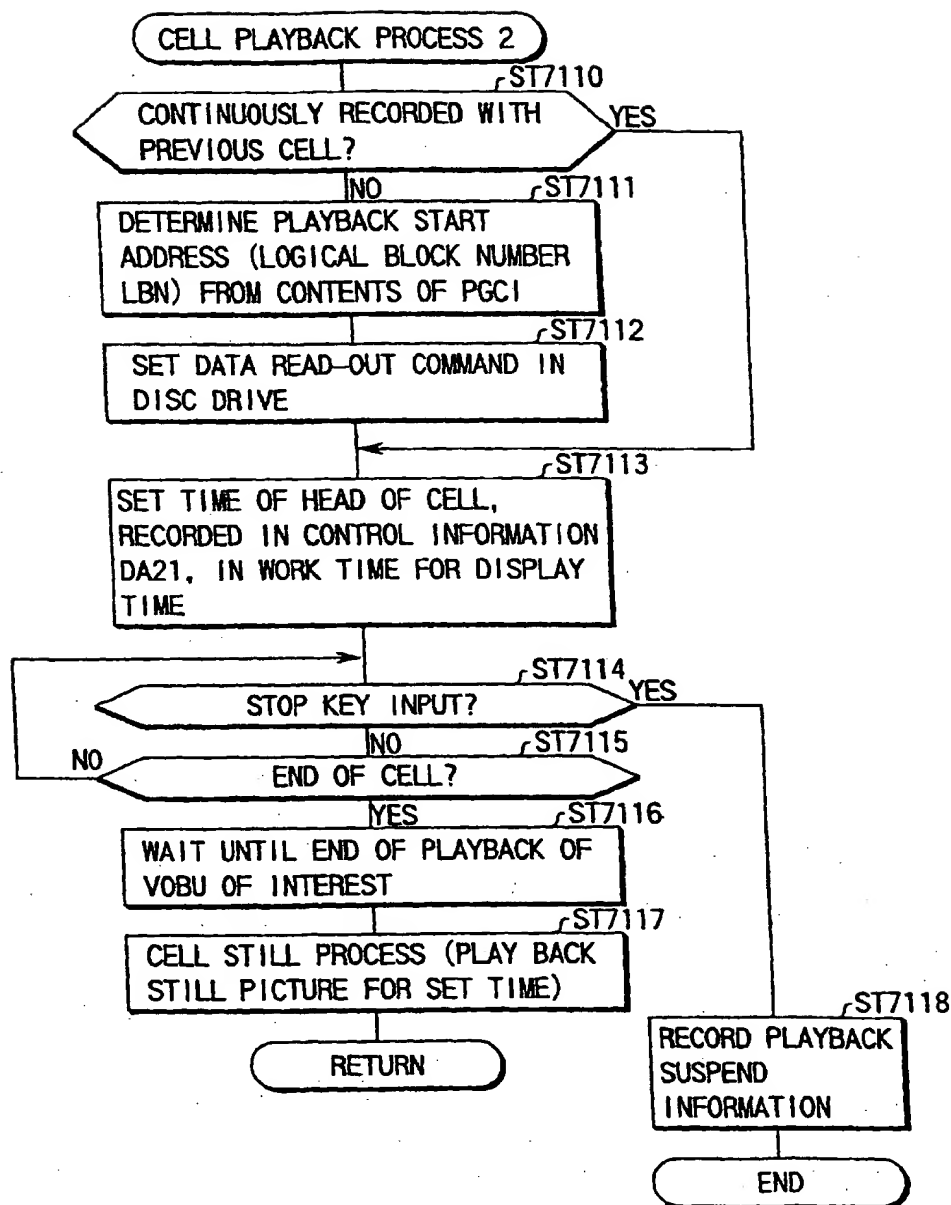 CELL PLAYBACK PROCESS 2
ST7110
CONTINUOUSLY RECORDED WITH
PREVIOUS CELL?
YES
NO
ST7111
DETERMINE PLAYBACK START
ADDRESS (LOGICAL BLOCK NUMBER
LBN) FROM CONTENTS OF PGCI
ST7112
SET DATA READ-OUT COMMAND IN
DISC DRIVE
ST7113
SET TIME OF HEAD OF CELL,
RECORDED IN CONTROL INFORMATION
DA21, IN WORK TIME FOR DISPLAY
TIME
ST7114
STOP KEY INPUT?
YES
NO
ST7115
NO
END OF CELL?
YES
ST7116
WAIT UNTIL END OF PLAYBACK OF
VOBU OF INTEREST
ST7117
CELL STILL PROCESS (PLAY BACK
STILL PICTURE FOR SET TIME)
RETURN
ST7118
RECORD PLAYBACK
SUSPEND
INFORMATION
END